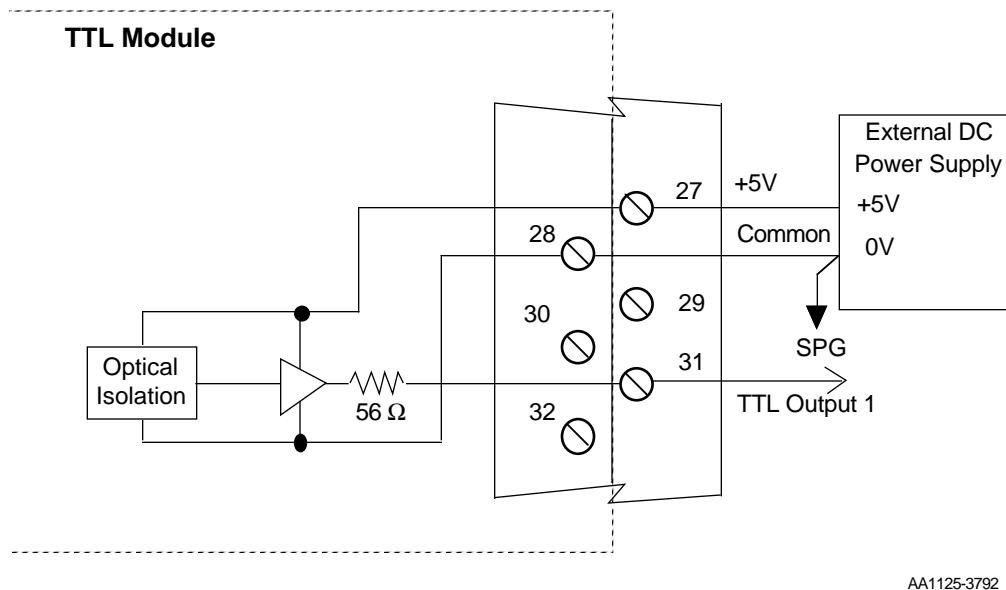 TTL Module
External DC
Power Supply
27
+5V
+5V
28
Common
0V
30
29
SPG
Optical
Isolation
31
56 Ω
32
TTL Output 1
AA1125-3792